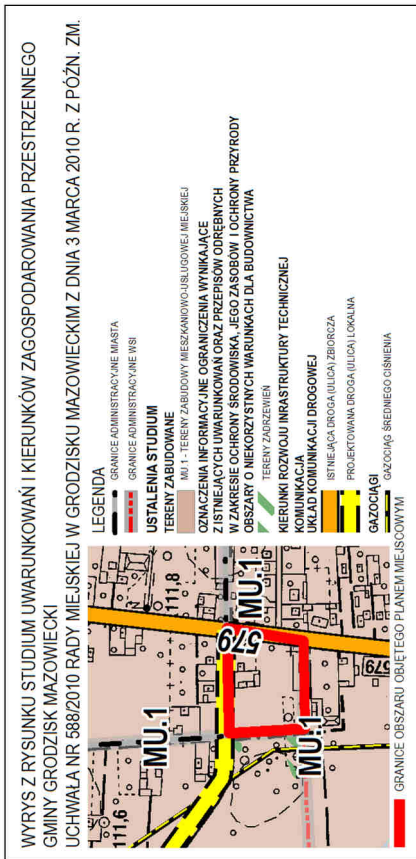 WYRYS Z RYSUNKU STUDIUM UWARUNKOWAŃ I KIERUNKÓW ZAGOSPODAROWANIA PRZESTRZENNEGO
GMINY GRODZISK MAZOWIECKI
UCHWAŁA NR 588/2010 RADY MIEJSKIEJ W GRODZISKU MAZOWIECKIM Z DNIA 3 MARCA 2010 R. Z PÓŹN. ZM.
LEGENDA
GRANICE ADMINISTRACYJNE MIASTA
GRANICE ADMINISTRACYJNE WSI
USTALENIA STUDIUM
TERENY ZABUDOWANE
MU.1 - TERENY ZABUDOWY MIESZKANIOWO-USŁUGOWEJ MIEJSKIEJ
OZNACZENIA INFORMACYJNE OGRANICZENIA WYNIKAJĄCE
Z ISTNIEJĄCYCH UWARUNKOWAŃ ORAZ PRZEPISÓW ODRĘBNYCH
W ZAKRESIE OCHRONY ŚRODOWISKA, JEGO ZASOBÓW I OCHRONY PRZYRODY
OBSZARY O NIEKORZYSTNYCH WARUNKACH DLA BUDOWNICTWA
TERENY ZADRZEWIEŃ
KIERUNKI ROZWOJU INRASTRUKTURY TECHNICZNEJ
KOMUNIKACJA
UKŁAD KOMUNIKACJI DROGOWEJ
ISTNIEJĄCA DROGA (ULICA) ZBIORCZA
PROJEKTOWANA DROGA (ULICA) LOKALNA
GAZOCIĄGI
GAZOCIĄG ŚREDNIEGO CIŚNIENIA
111,6
MU.1
111,8
579
MU.1
MU.1
579
GRANICE OBSZARU OBJĘTEGO PLANEM MIEJSCOWYM